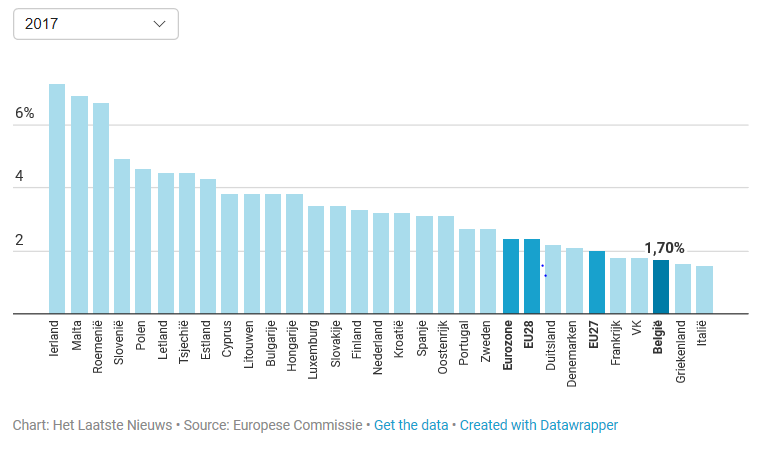 2017
6%
4
2
1,70%
Ierland
Malta
Roemenië
Slovenië
Polen
Letland
Tsjechië
Estland
Cyprus
Litouwen
Bulgarije
Hongarije
Luxemburg
Slovakije
Finland
Nederland
Kroatië
Spanje
Oostenrijk
Portugal
Zweden
Eurozone
EU28
Duitsland
Denemarken
EU27
Frankrijk
VK
België
Griekenland
Italië
Chart: Het Laatste Nieuws • Source: Europese Commissie • Get the data • Created with Datawrapper